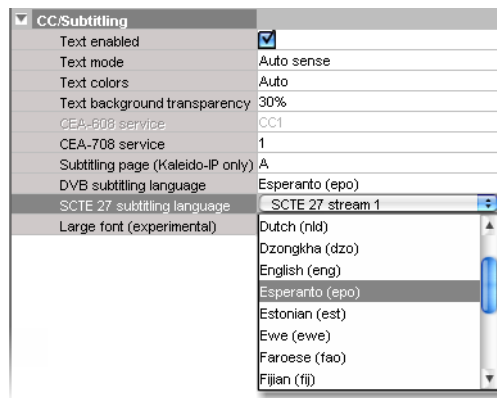 CC/Subtitling
Text enabled
Text mode Auto sense
Text colors Auto
Text background transparency 30%
CEA-608 service CC1
CEA-708 service 1
Subtitling page (Kaleido-IP only) A
DVB subtitling language Esperanto (epo)
SCTE 27 subtitling language SCTE 27 stream 1
Large font (experimental) Dutch (nld)
Dzongkha (dzo)
English (eng)
Esperanto (epo)
Estonian (est)
Ewe (ewe)
Faroese (fao)
Fijian (fij)